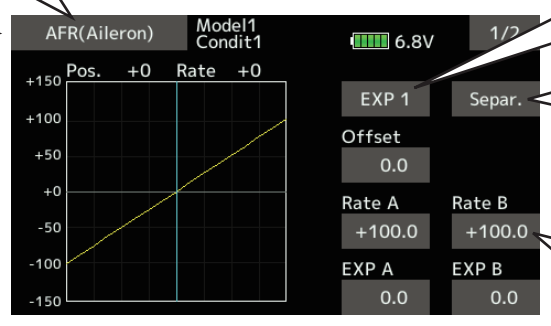 AFR(Aileron)
Model1
Condit1
6.8V
1/2
Pos. +0 Rate +0
+150
+100
+50
+0
-50
-100
-150
EXP 1
Separ.
Offset
0.0
Rate A
Rate B
+100.0
+100.0
EXP A
EXP B
0.0
0.0